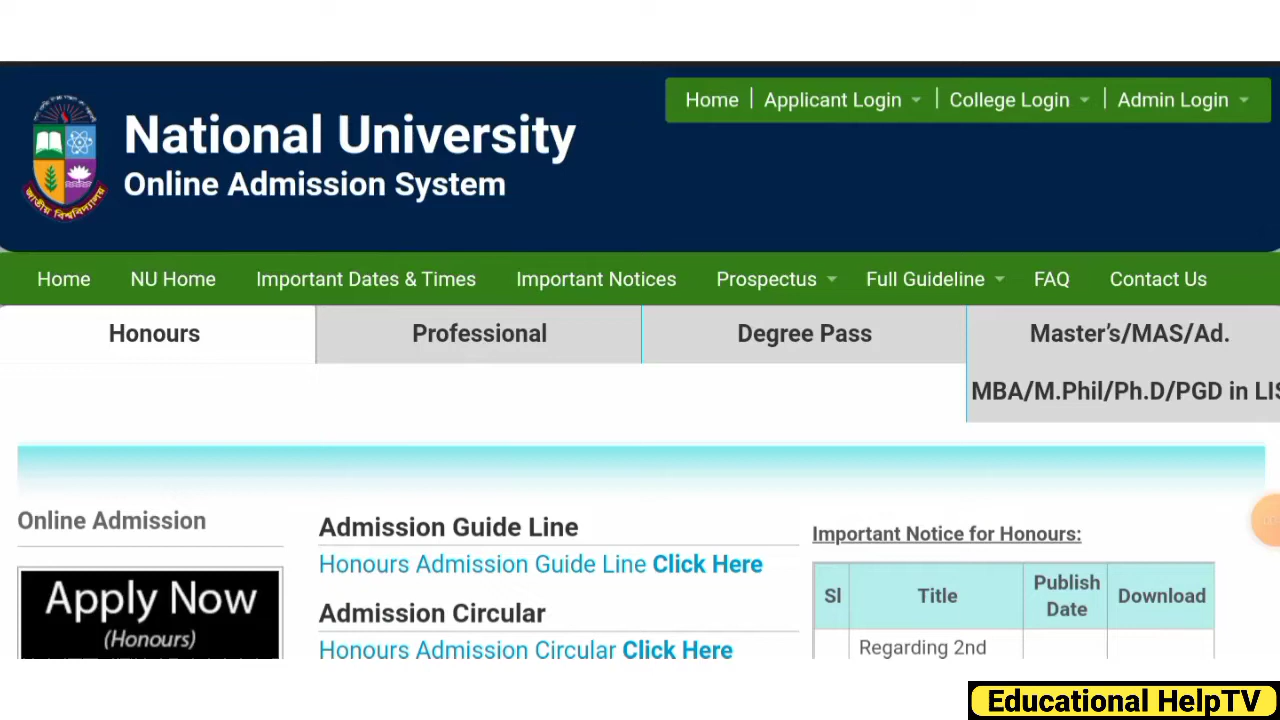 Home | Applicant Login | College Login | Admin Login
National University
Online Admission System
জাতীয় বিশ্ববিদ্যালয়
Home NU Home Important Dates & Times Important Notices Prospectus Full Guideline FAQ Contact Us
Honours Professional Degree Pass Master's/MAS/Ad.
MBA/M.Phil/Ph.D/PGD in LIS
Online Admission
Apply Now
(Honours)
Admission Guide Line
Honours Admission Guide Line Click Here
Admission Circular
Honours Admission Circular Click Here
Important Notice for Honours:
Sl Title Publish Date Download
Regarding 2nd
Educational HelpTV